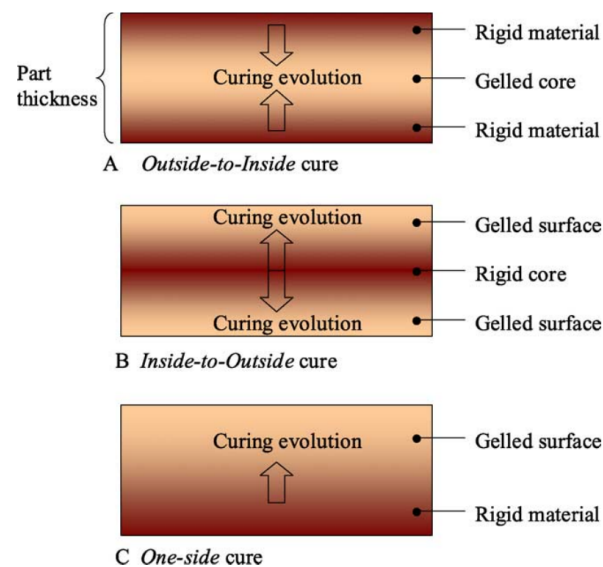 Part
thickness
Curing evolution
Rigid material
Gelled core
Rigid material
A Outside-to-Inside cure
Curing evolution
Curing evolution
Gelled surface
Rigid core
Gelled surface
B Inside-to-Outside cure
Curing evolution
Gelled surface
Rigid material
C One-side cure